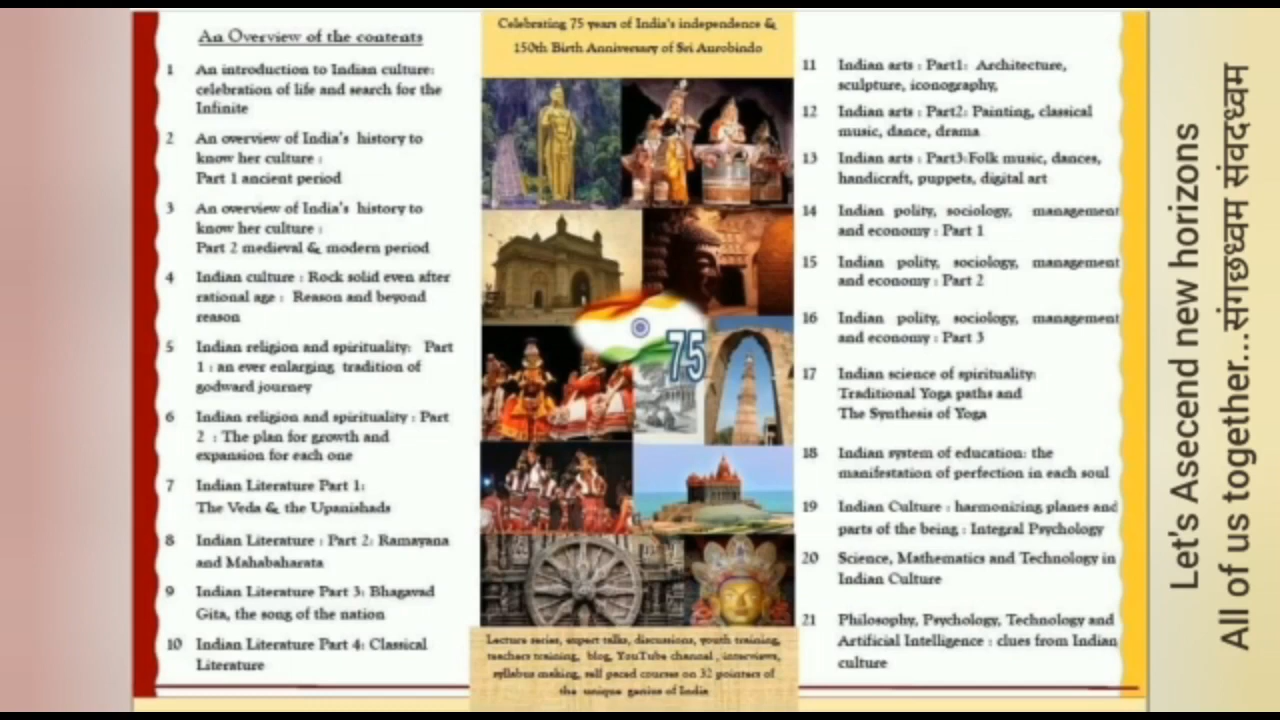 An Overview of the contents
1 An introduction to Indian culture:
celebration of life and search for the
Infinite
2 An overview of India's history to
know her culture :
Part 1 ancient period
3 An overview of India's history to
know her culture :
Part 2 medieval & modern period
4 Indian culture : Rock solid even after
rational age : Reason and beyond
reason
5 Indian religion and spirituality: Part
1 : an ever enlarging tradition of
godward journey
6 Indian religion and spirituality : Part
2 : The plan for growth and
expansion for each one
7 Indian Literature Part 1:
The Veda & the Upanishads
8 Indian Literature : Part 2: Ramayana
and Mahabaharata
9 Indian Literature Part 3: Bhagavad
Gita, the song of the nation
10 Indian Literature Part 4: Classical
Literature
Celebrating 75 years of India's independence &
150th Birth Anniversary of Sri Aurobindo
75
Lecture series, expert talks, discussions, youth training,
teachers training, blog, YouTube channel, interviews,
syllabus making, self paced courses on 32 pointers of
the unique genius of India
11 Indian arts : Part1: Architecture,
sculpture, iconography,
12 Indian arts : Part2: Painting, classical
music, dance, drama
13 Indian arts : Part3:Folk music, dances,
handicraft, puppets, digital art
14 Indian polity, sociology, management
and economy : Part 1
15 Indian polity, sociology, management
and economy : Part 2
16 Indian polity, sociology, management
and economy : Part 3
17 Indian science of spirituality:
Traditional Yoga paths and
The Synthesis of Yoga
18 Indian system of education: the
manifestation of perfection in each soul
19 Indian Culture : harmonizing planes and
parts of the being : Integral Psychology
20 Science, Mathematics and Technology in
Indian Culture
21 Philosophy, Psychology, Technology and
Artificial Intelligence : clues from Indian
culture
Let's Asecend new horizons
All of us together...संगछध्वम संवदध्वम